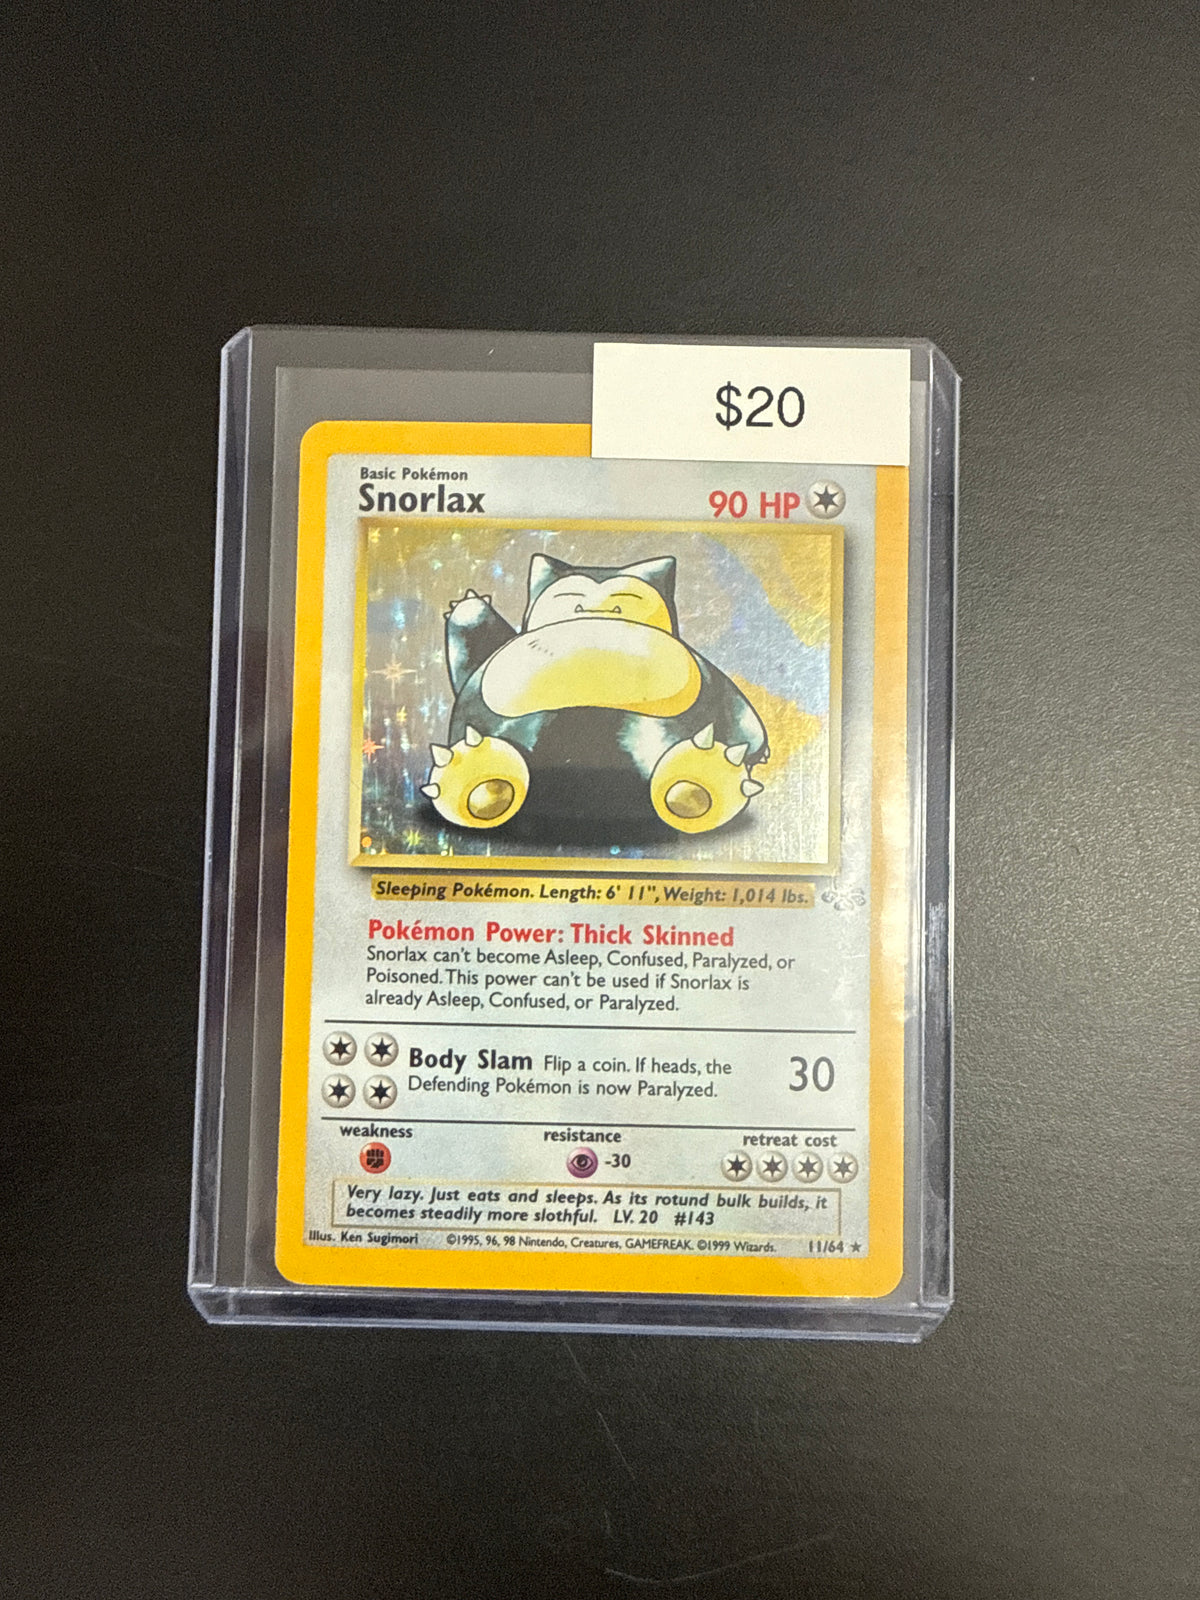 $20
Basic Pokémon
Snorlax 90 HP
Sleeping Pokémon. Length: 6' 11", Weight: 1,014 lbs.
Pokémon Power: Thick Skinned
Snorlax can't become Asleep, Confused, Paralyzed, or
Poisoned. This power can't be used if Snorlax is
already Asleep, Confused, or Paralyzed.
Body Slam Flip a coin. If heads, the
Defending Pokémon is now Paralyzed.
30
weakness resistance retreat cost
-30
Very lazy. Just eats and sleeps. As its rotund bulk builds, it
becomes steadily more slothful. LV. 20 #143
Illus. Ken Sugimori ©1995, 96, 98 Nintendo, Creatures, GAMEFREAK. ©1999 Wizards. 11/64 ★